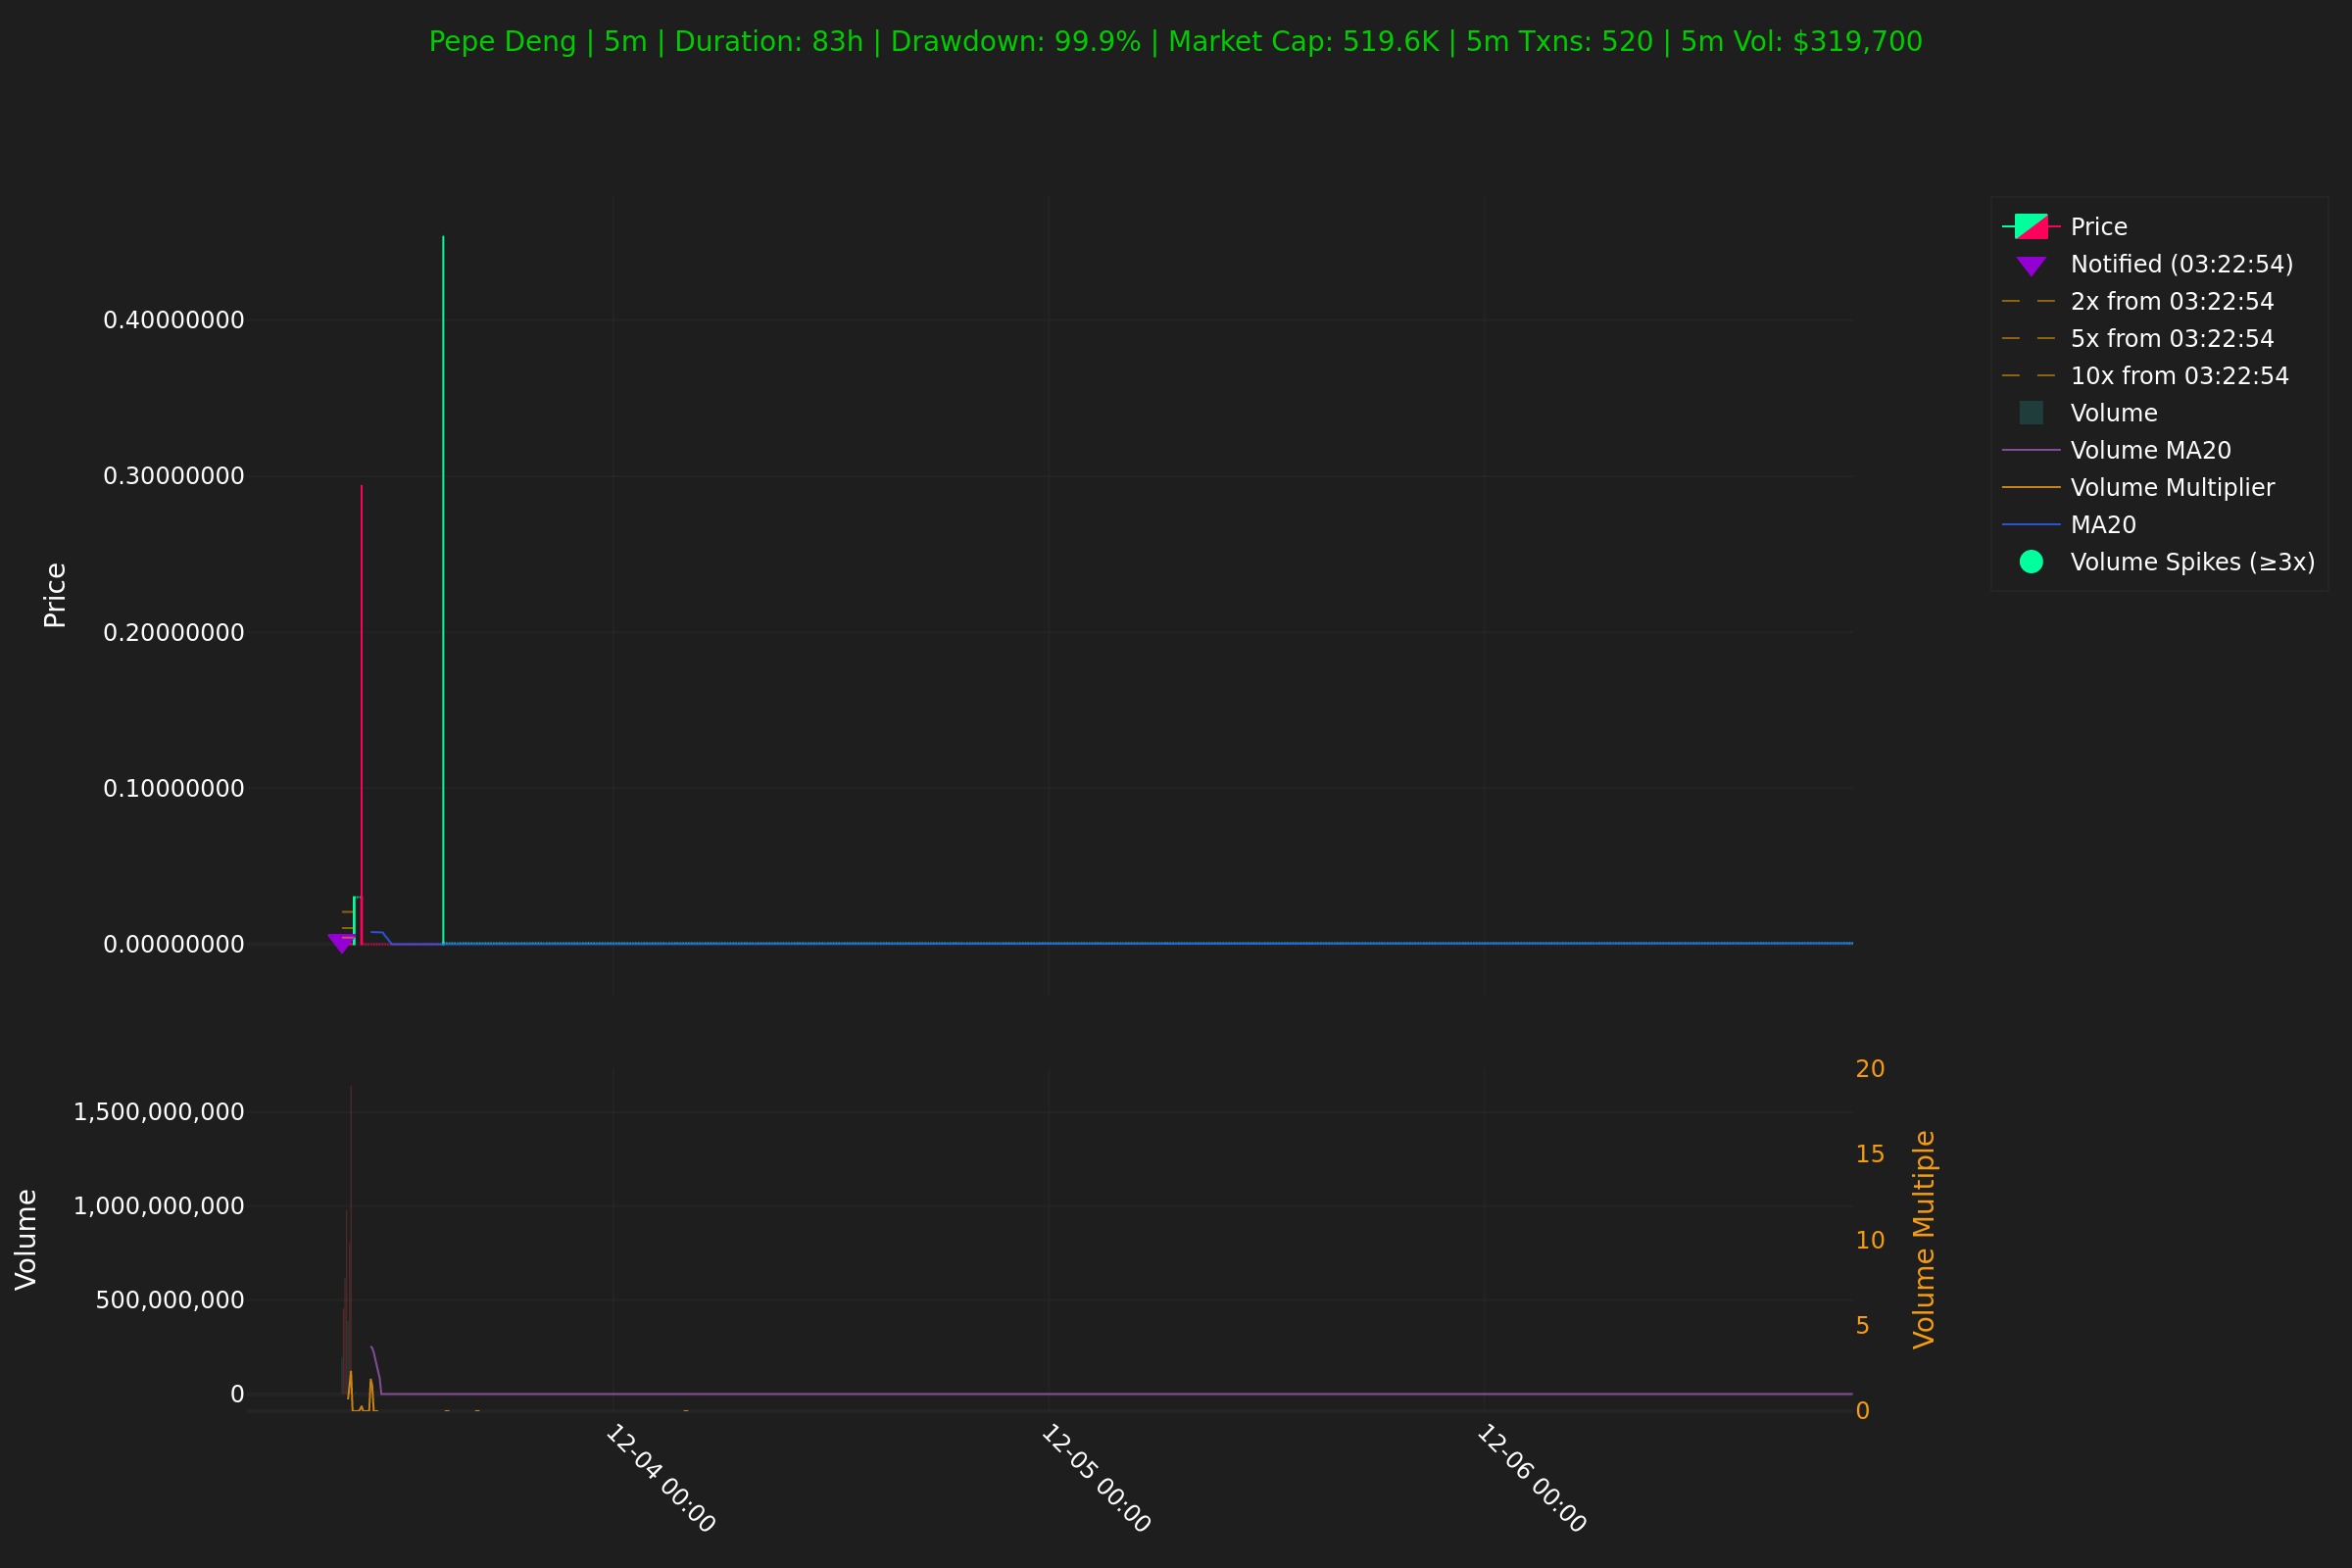 Pepe Deng | 5m | Duration: 83h | Drawdown: 99.9% | Market Cap: 519.6K | 5m Txns: 520 | 5m Vol: $319,700
Price
0.40000000
0.30000000
0.20000000
0.10000000
0.00000000
Price
Notified (03:22:54)
2x from 03:22:54
5x from 03:22:54
10x from 03:22:54
Volume
Volume MA20
Volume Multiplier
MA20
Volume Spikes (≥3x)
Volume
1,500,000,000
1,000,000,000
500,000,000
0
20
15
10
5
0
Volume Multiple
12-04 00:00
12-05 00:00
12-06 00:00